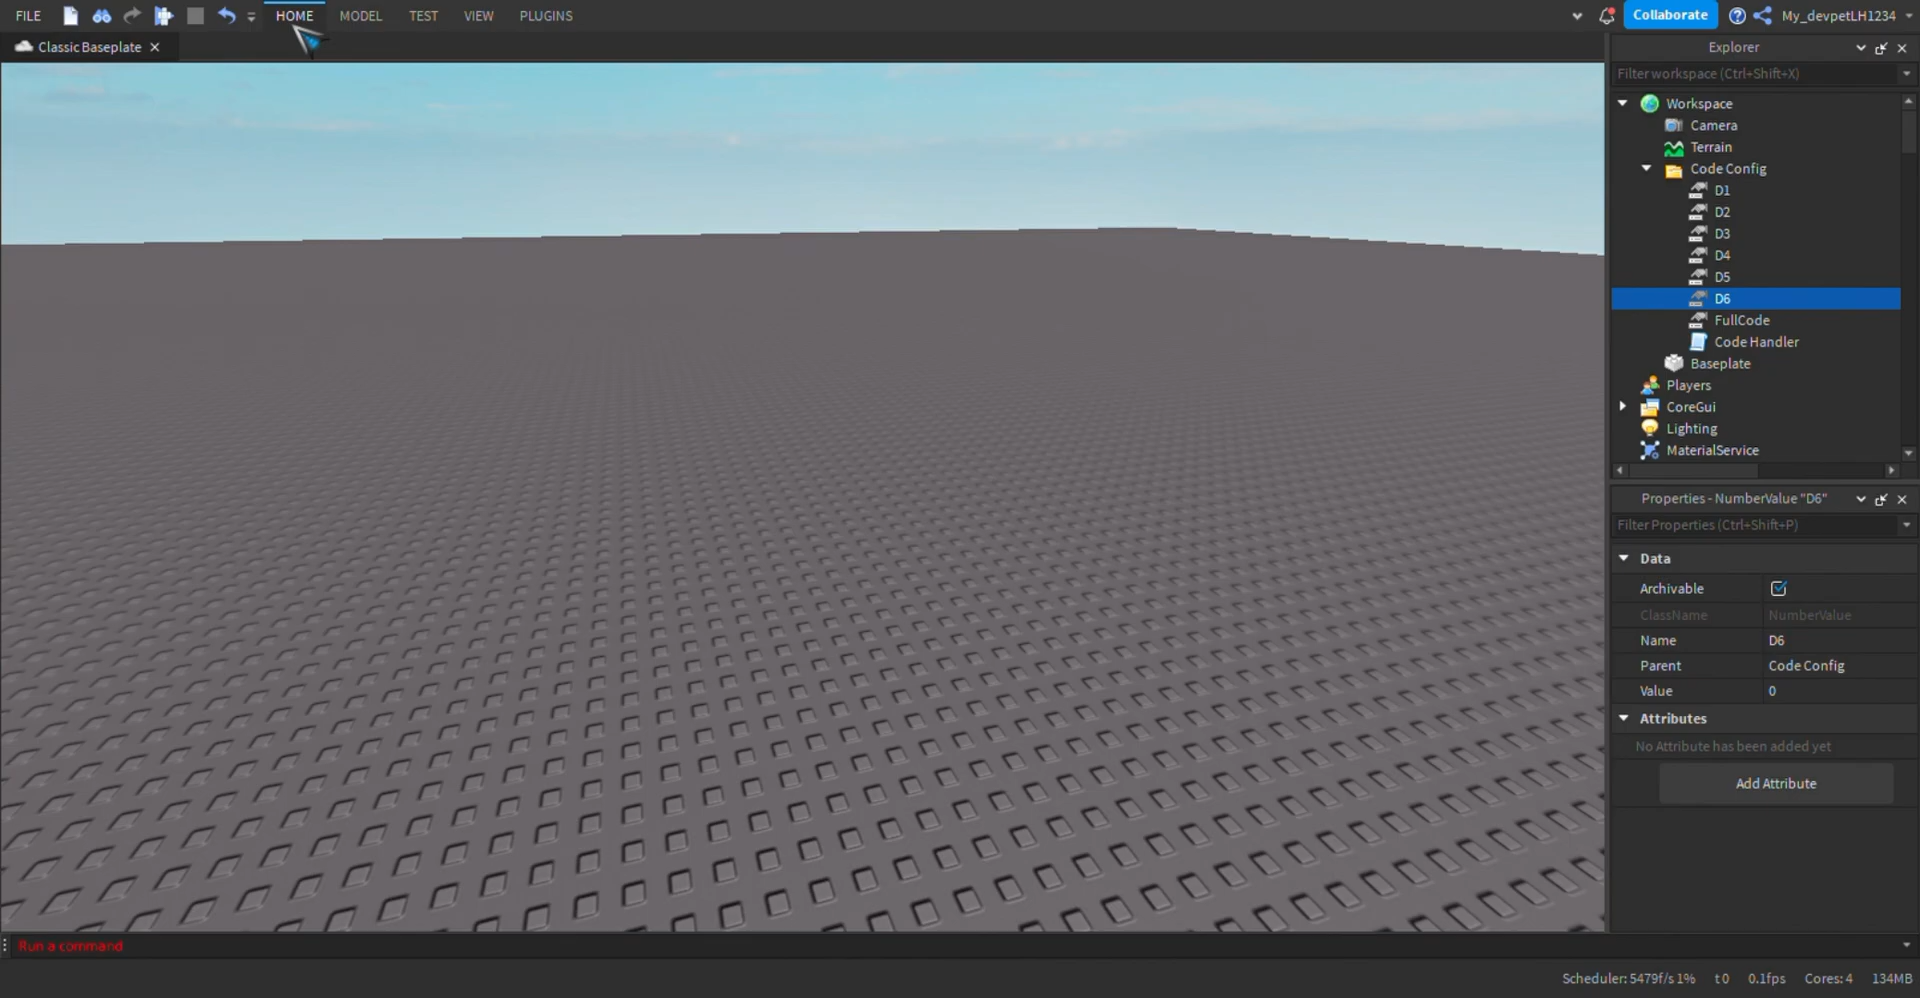 FILE HOME MODEL TEST VIEW PLUGINS Collaborate My_devpetLH1234
Classic Baseplate
Explorer
Filter workspace (Ctrl+Shift+X)
Workspace
Camera
Terrain
Code Config
D1
D2
D3
D4
D5
D6
FullCode
Code Handler
Baseplate
Players
CoreGui
Lighting
MaterialService
Properties - NumberValue "D6"
Filter Properties (Ctrl+Shift+P)
Data
Archivable
ClassName NumberValue
Name D6
Parent Code Config
Value 0
Attributes
No Attribute has been added yet
Add Attribute
Run a command
Scheduler: 5479f/s 1% t 0 0.1fps Cores: 4 134MB